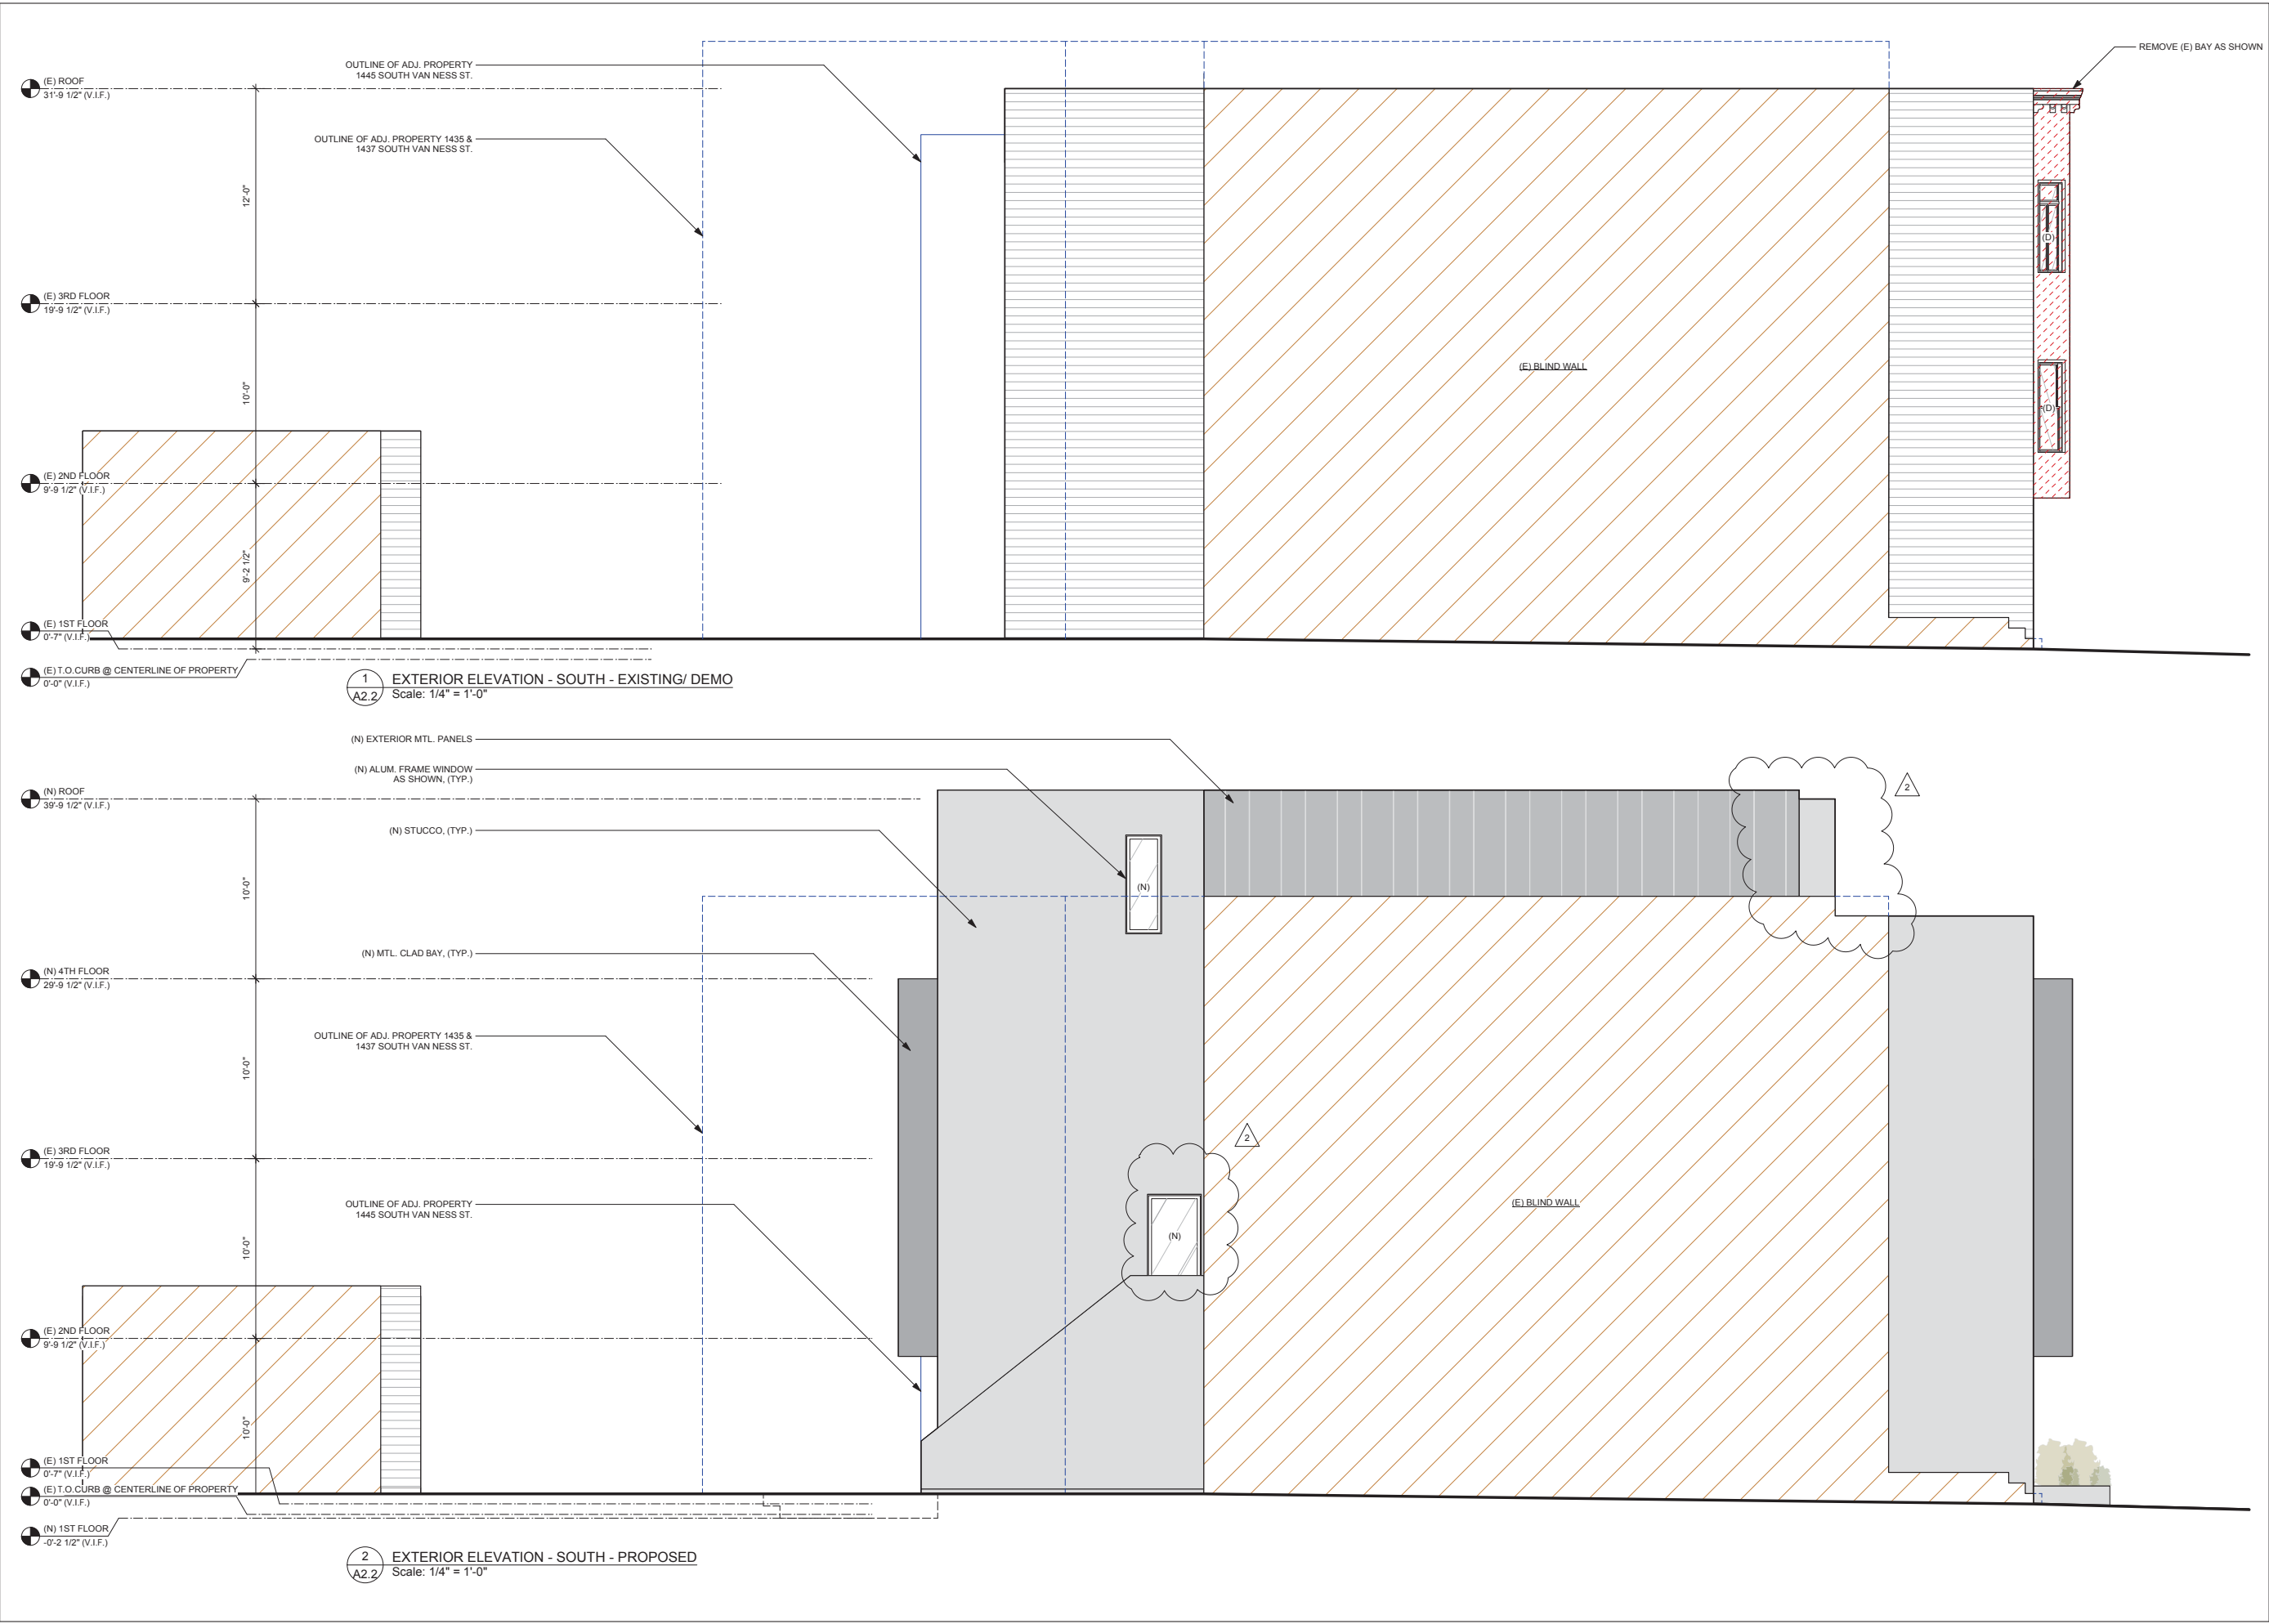 OUTLINE OF ADJ. PROPERTY
1445 SOUTH VAN NESS ST.
REMOVE (E) BAY AS SHOWN
(E) ROOF
31'-9 1/2" (V.I.F.)
OUTLINE OF ADJ. PROPERTY 1435 &
1437 SOUTH VAN NESS ST.
12'-0"
(D)
(E) 3RD FLOOR
19'-9 1/2" (V.I.F.)
(E) BLIND WALL
10'-0"
(D)
(E) 2ND FLOOR
9'-9 1/2" (V.I.F.)
9'-2 1/2"
(E) 1ST FLOOR
0'-7" (V.I.F.)
(E) T.O.CURB @ CENTERLINE OF PROPERTY
0'-0" (V.I.F.)
1
A2.2
EXTERIOR ELEVATION - SOUTH - EXISTING/ DEMO
Scale: 1/4" = 1'-0"
(N) EXTERIOR MTL. PANELS
(N) ALUM. FRAME WINDOW
AS SHOWN, (TYP.)
2
(N) ROOF
39'-9 1/2" (V.I.F.)
(N) STUCCO, (TYP.)
10'-0"
(N)
(N) MTL. CLAD BAY, (TYP.)
(N) 4TH FLOOR
29'-9 1/2" (V.I.F.)
OUTLINE OF ADJ. PROPERTY 1435 &
1437 SOUTH VAN NESS ST.
10'-0"
2
(E) 3RD FLOOR
19'-9 1/2" (V.I.F.)
OUTLINE OF ADJ. PROPERTY
1445 SOUTH VAN NESS ST.
(E) BLIND WALL
(N)
10'-0"
(E) 2ND FLOOR
9'-9 1/2" (V.I.F.)
10'-0"
(E) 1ST FLOOR
0'-7" (V.I.F.)
(E) T.O.CURB @ CENTERLINE OF PROPERTY
0'-0" (V.I.F.)
(N) 1ST FLOOR
-0'-2 1/2" (V.I.F.)
2
A2.2
EXTERIOR ELEVATION - SOUTH - PROPOSED
Scale: 1/4" = 1'-0"